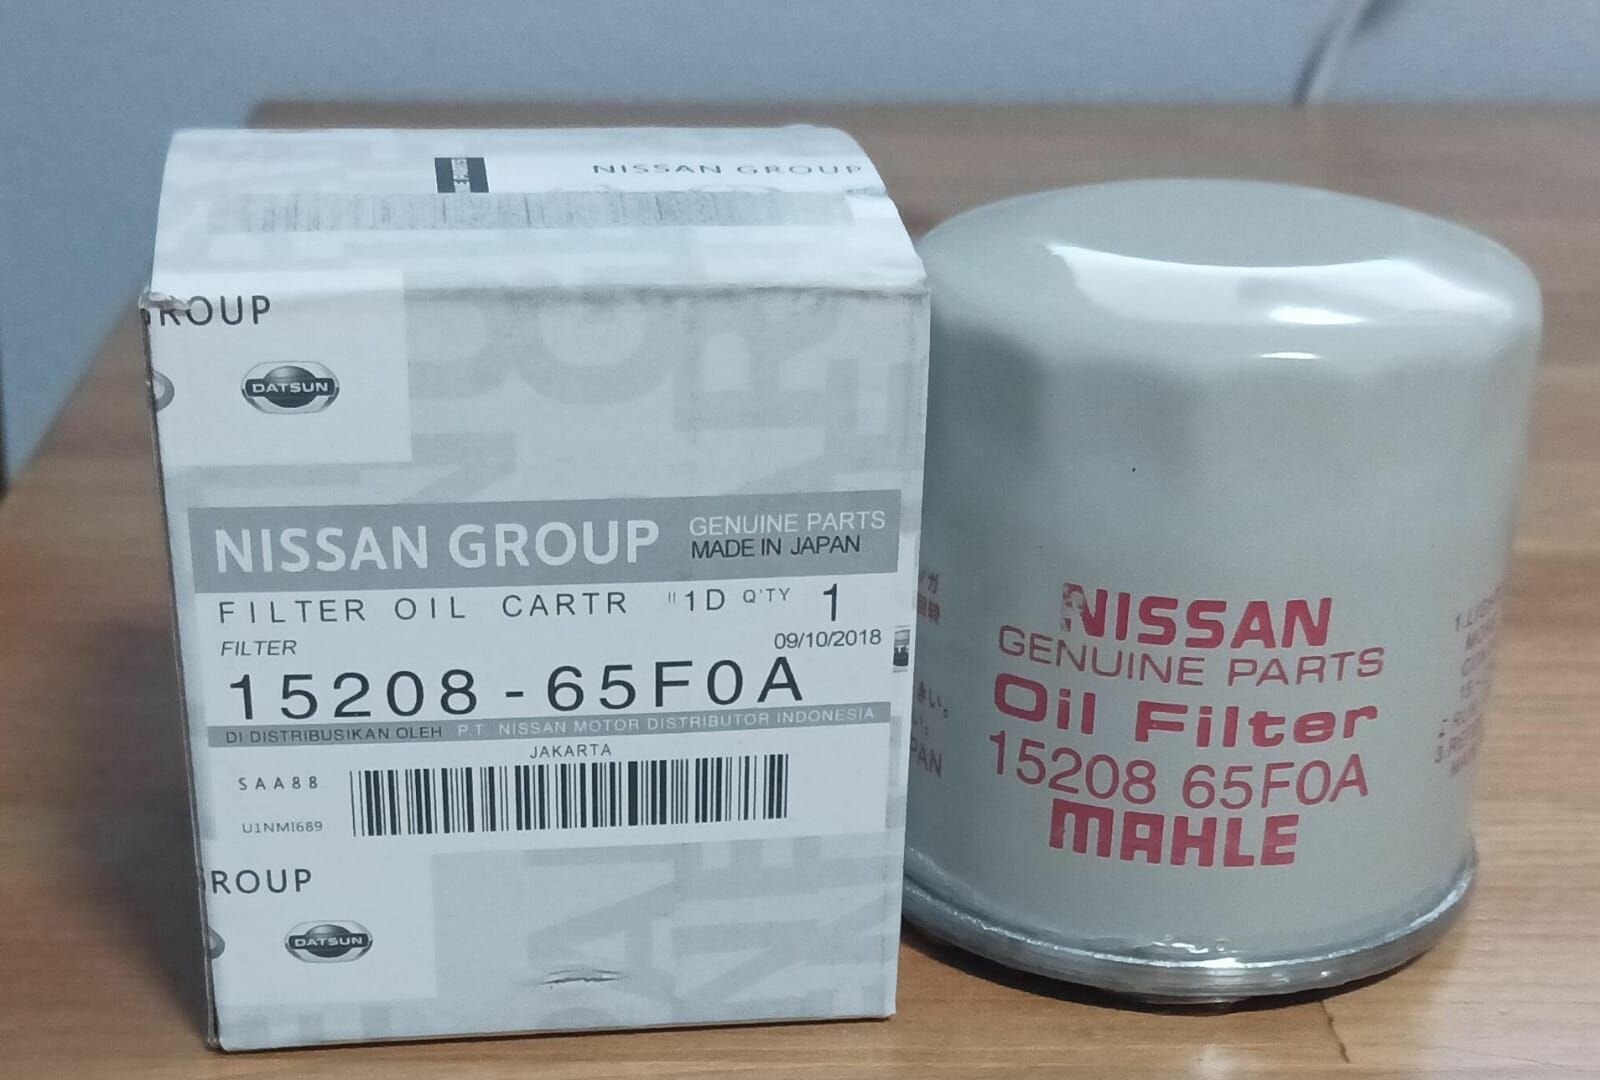 NISSAN GROUP
ROUP
DATSUN
NISSAN GROUP
GENUINE PARTS
MADE IN JAPAN
FILTER OIL CARTR "1D Q'TY 1
FILTER
09/10/2018
15208-65F0A
DI DISTRIBUSIKAN OLEH P.T. NISSAN MOTOR DISTRIBUTOR INDONESIA
JAKARTA
SAA88
U1NMI689
ROUP
DATSUN
NISSAN
GENUINE PARTS
Oil Filter
15208 65F0A
MAHLE